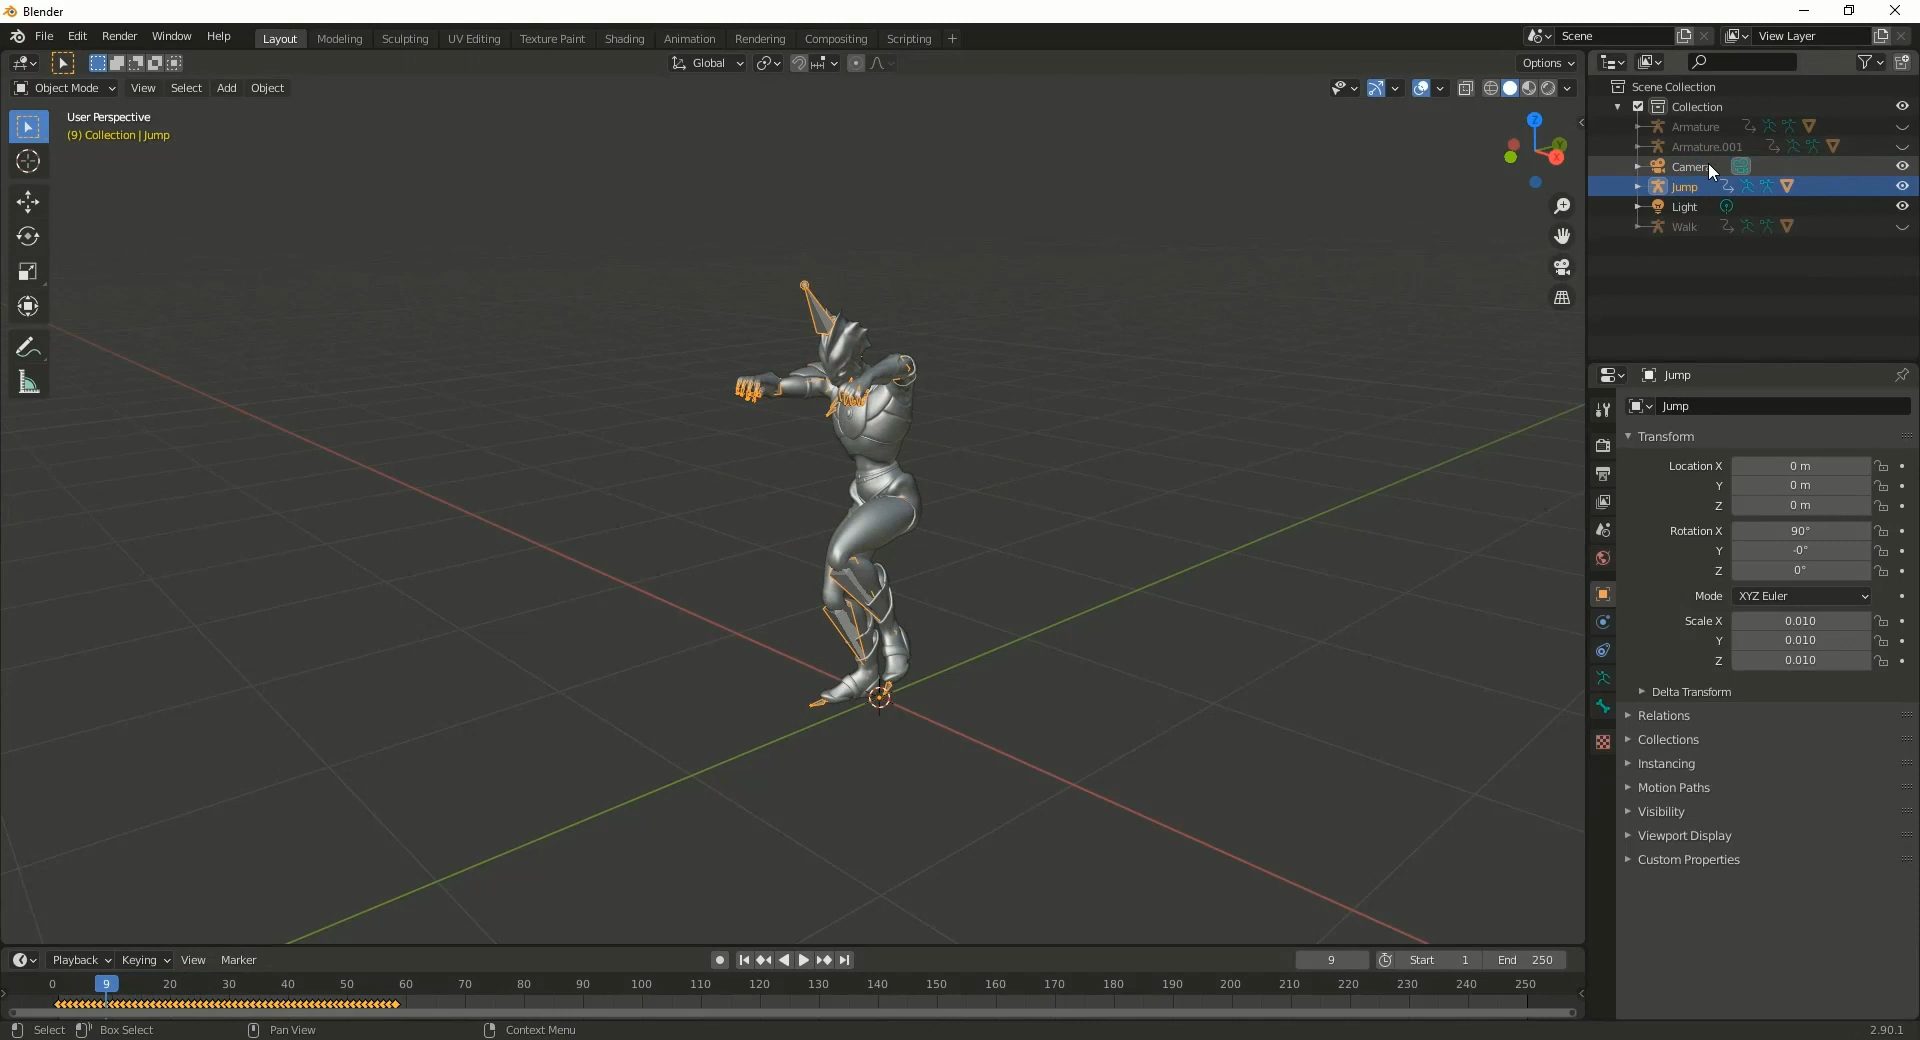 Blender
File Edit Render Window Help
Layout Modeling Sculpting UV Editing Texture Paint Shading Animation Rendering Compositing Scripting +
Scene
View Layer
Global
Options
Object Mode View Select Add Object
User Perspective
(9) Collection | Jump
Z
Y
X
Scene Collection
Collection
Armature
Armature.001
Camera
Jump
Light
Walk
Jump
Jump
Transform
Location X 0 m
Y 0 m
Z 0 m
Rotation X 90°
Y -0°
Z 0°
Mode XYZ Euler
Scale X 0.010
Y 0.010
Z 0.010
Delta Transform
Relations
Collections
Instancing
Motion Paths
Visibility
Viewport Display
Custom Properties
Playback Keying View Marker
9 Start 1 End 250
0 9 20 30 40 50 60 70 80 90 100 110 120 130 140 150 160 170 180 190 200 210 220 230 240 250
Select Box Select Pan View Context Menu
2.90.1